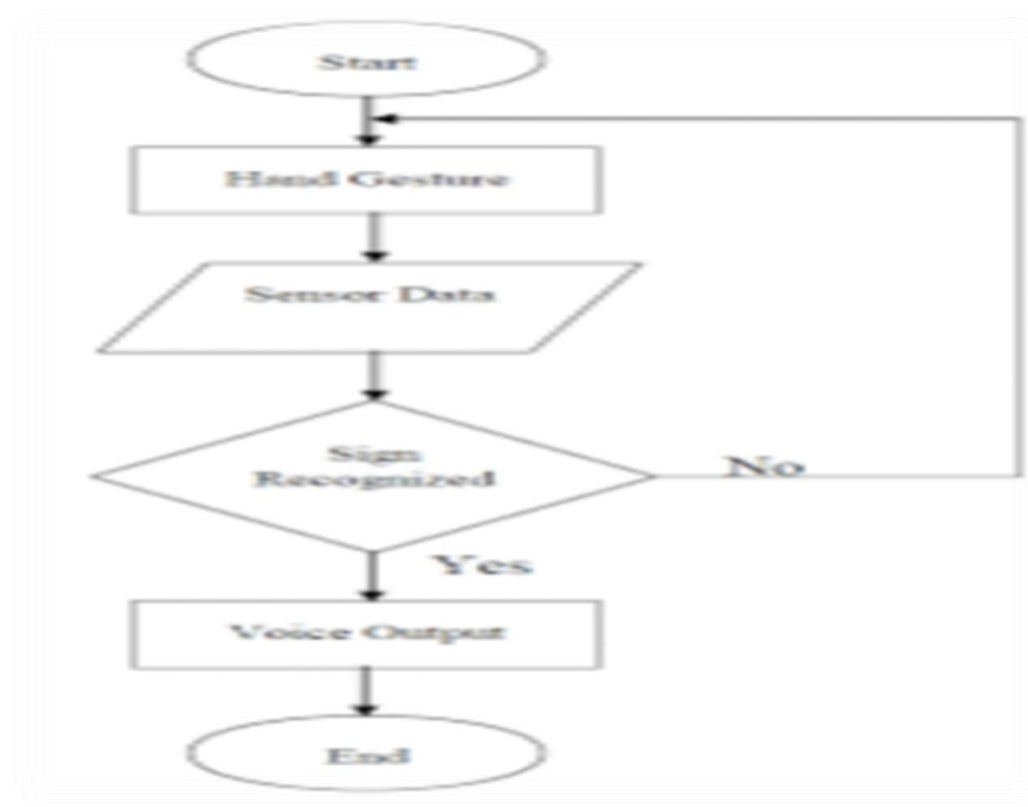 Start
Hand Gesture
Sensor Data
Sign
Recognized
No
Yes
Voice Output
End